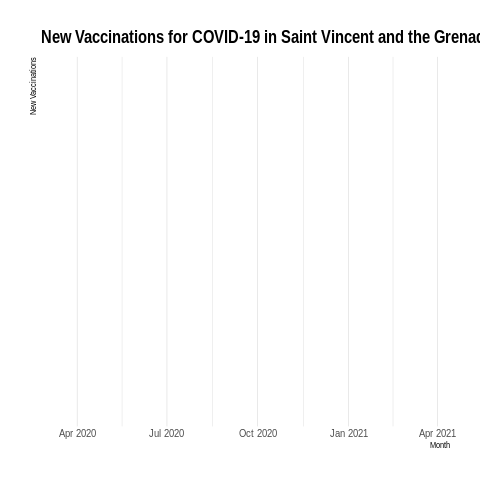 New Vaccinations for COVID-19 in Saint Vincent and the Grenad
New Vaccinations
Apr 2020 Jul 2020 Oct 2020 Jan 2021 Apr 2021
Month